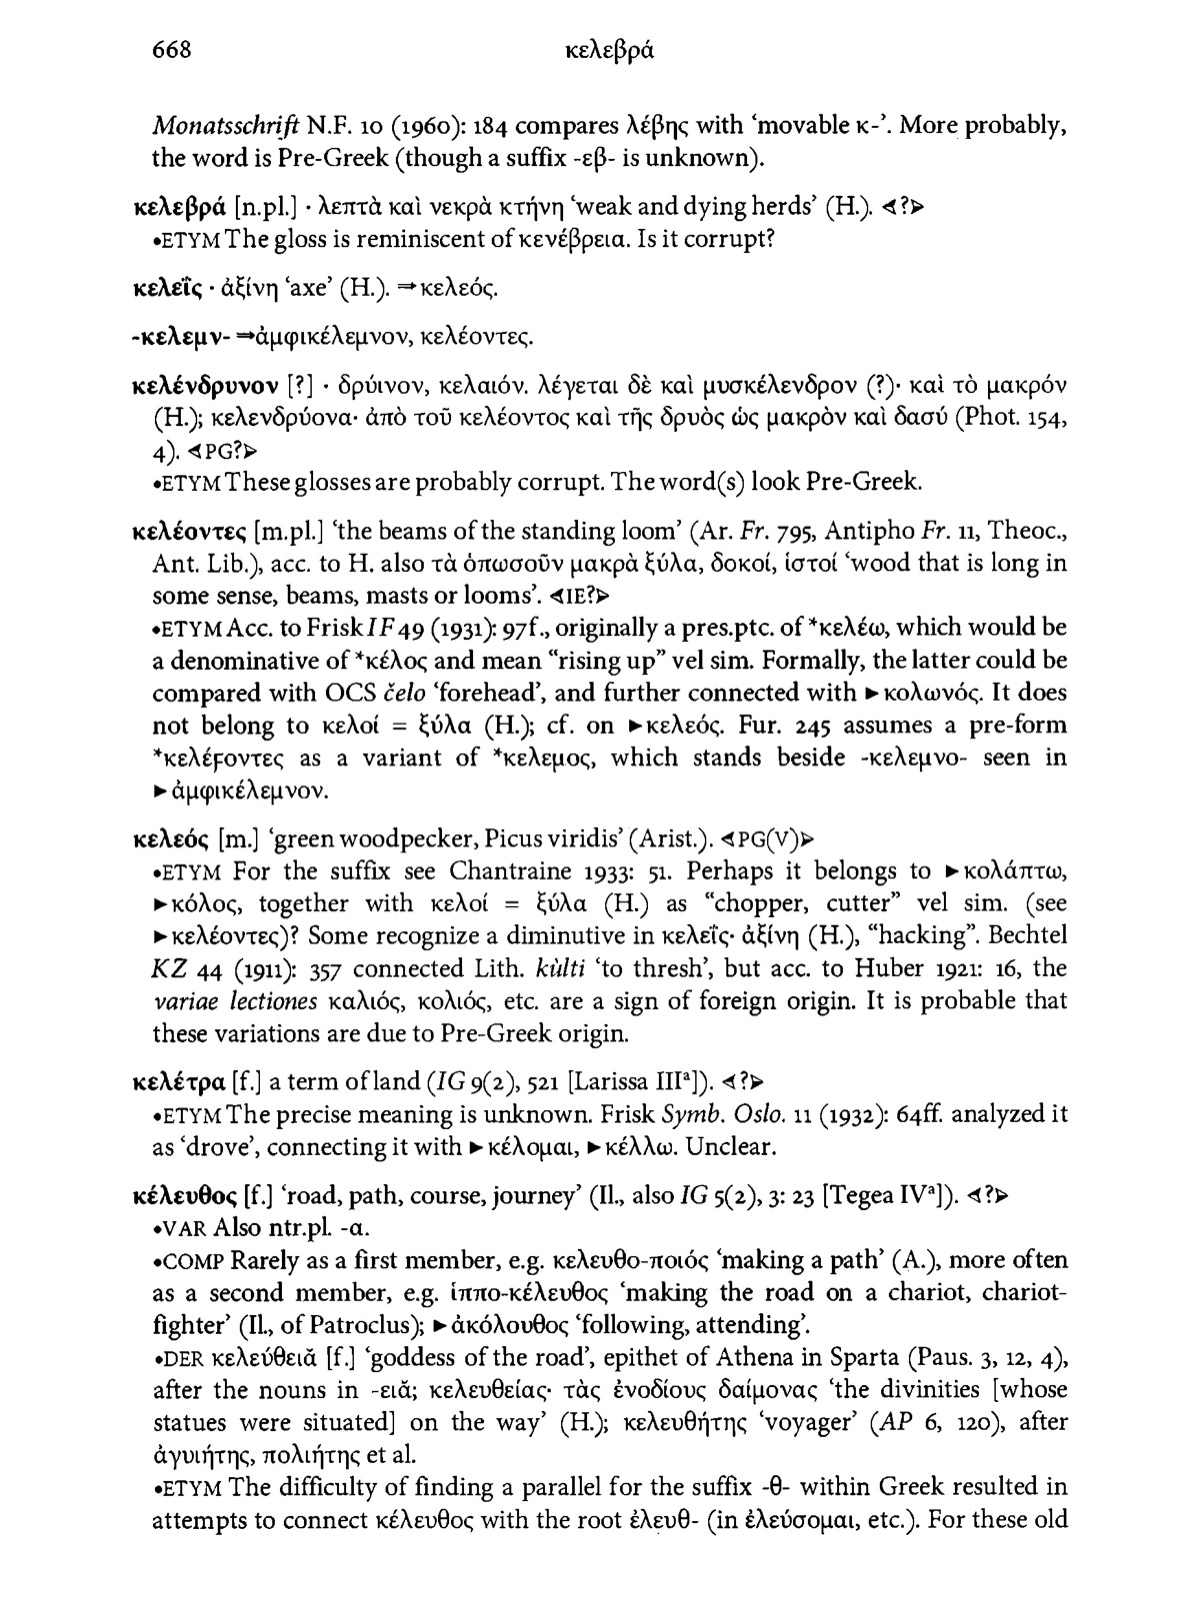 668
κελεβρά
Monatsschrift N.F. 10 (1960): 184 compares λέβης with ‘movable κ-’. More probably,
the word is Pre-Greek (though a suffix -εβ- is unknown).
κελεβρά [n.pl.] · λεπτὰ καὶ νεκρὰ κτήνη ‘weak and dying herds’ (H.). ⊲?⊳
•ETYM The gloss is reminiscent of κενέβρεια. Is it corrupt?
κελεΐς · ἀξίνη ‘axe’ (H.). ⇒κελεός.
-κελεμν- ⇒ἀμφικέλεμνον, κελέοντες.
κελένδρυνον [?] · δρύινον, κελαιόν. λέγεται δὲ καὶ μυσκέλενδρον (?)· καὶ τὸ μακρόν
(H.); κελενδρύονα· ἀπὸ τοῦ κελέοντος καὶ τῆς δρυὸς ὡς μακρὸν καὶ δασύ (Phot. 154,
4). ⊲PG?⊳
•ETYM These glosses are probably corrupt. The word(s) look Pre-Greek.
κελέοντες [m.pl.] ‘the beams of the standing loom’ (Ar. Fr. 795, Antipho Fr. 11, Theoc.,
Ant. Lib.), acc. to H. also τὰ ὁπωσοῦν μακρὰ ξύλα, δοκοί, ἱστοί ‘wood that is long in
some sense, beams, masts or looms’. ⊲IE?⊳
•ETYM Acc. to Frisk IF 49 (1931): 97f., originally a pres.ptc. of *κελέω, which would be
a denominative of *κέλος and mean “rising up” vel sim. Formally, the latter could be
compared with OCS čelo ‘forehead’, and further connected with ►κολωνός. It does
not belong to κελοί = ξύλα (H.); cf. on ►κελεός. Fur. 245 assumes a pre-form
*κελέϝοντες as a variant of *κελεμος, which stands beside -κελεμνο- seen in
►ἀμφικέλεμνον.
κελεός [m.] ‘green woodpecker, Picus viridis’ (Arist.). ⊲PG(V)⊳
•ETYM For the suffix see Chantraine 1933: 51. Perhaps it belongs to ►κολάπτω,
►κόλος, together with κελοί = ξύλα (H.) as “chopper, cutter” vel sim. (see
►κελέοντες)? Some recognize a diminutive in κελεΐς· ἀξίνη (H.), “hacking”. Bechtel
KZ 44 (1911): 357 connected Lith. kùlti ‘to thresh’, but acc. to Huber 1921: 16, the
variae lectiones καλιός, κολιός, etc. are a sign of foreign origin. It is probable that
these variations are due to Pre-Greek origin.
κελέτρα [f.] a term of land (IG 9(2), 521 [Larissa IIIª]). ⊲?⊳
•ETYM The precise meaning is unknown. Frisk Symb. Oslo. 11 (1932): 64ff. analyzed it
as ‘drove’, connecting it with ►κέλομαι, ►κέλλω. Unclear.
κέλευθος [f.] ‘road, path, course, journey’ (Il., also IG 5(2), 3: 23 [Tegea IVª]). ⊲?⊳
•VAR Also ntr.pl. -α.
•COMP Rarely as a first member, e.g. κελευθο-ποιός ‘making a path’ (A.), more often
as a second member, e.g. ἱππο-κέλευθος ‘making the road on a chariot, chariot-
fighter’ (Il., of Patroclus); ►ἀκόλουθος ‘following, attending’.
•DER κελεύθειᾰ [f.] ‘goddess of the road’, epithet of Athena in Sparta (Paus. 3, 12, 4),
after the nouns in -ειᾰ; κελευθείας· τὰς ἐνοδίους δαίμονας ‘the divinities [whose
statues were situated] on the way’ (H.); κελευθήτης ‘voyager’ (AP 6, 120), after
ἀγυιήτης, πολιήτης et al.
•ETYM The difficulty of finding a parallel for the suffix -θ- within Greek resulted in
attempts to connect κέλευθος with the root ἐλευθ- (in ἐλεύσομαι, etc.). For these old